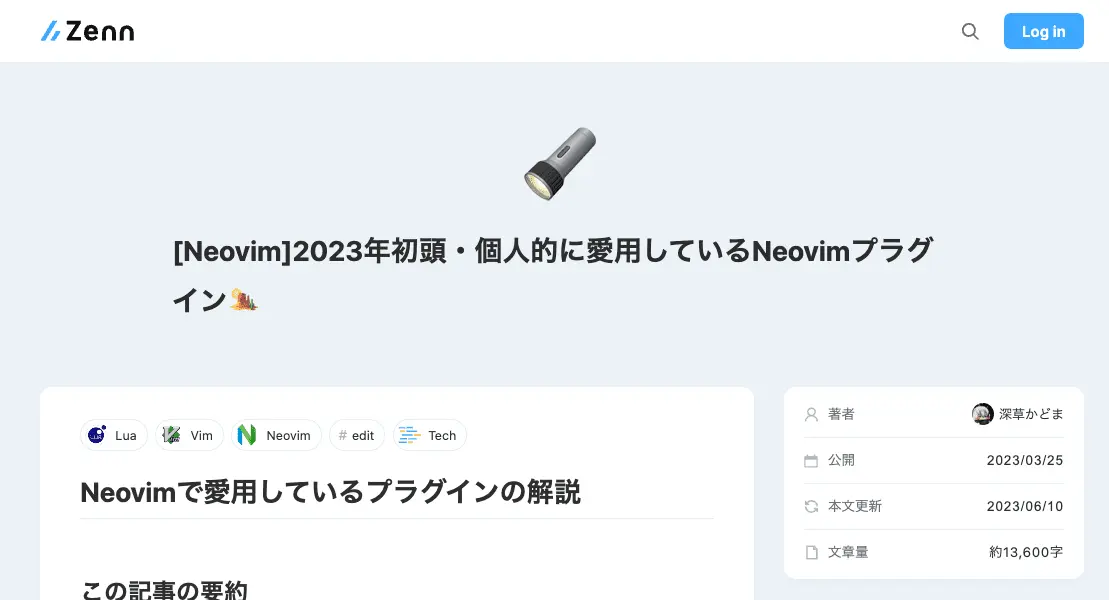 Zenn
Log in
[Neovim]2023年初頭・個人的に愛用しているNeovimプラグ
イン
Lua
Vim
Neovim
# edit
Tech
Neovimで愛用しているプラグインの解説
この記事の要約
著者
深草かどま
公開
2023/03/25
本文更新
2023/06/10
文章量
約13,600字